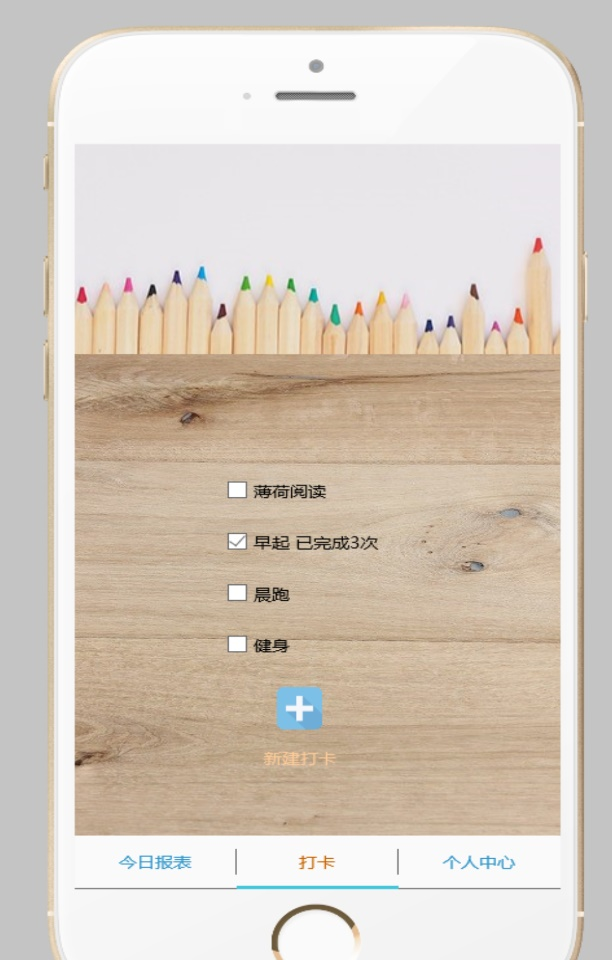 薄荷阅读
早起 已完成3次
晨跑
健身
新建打卡
今日报表 打卡 个人中心